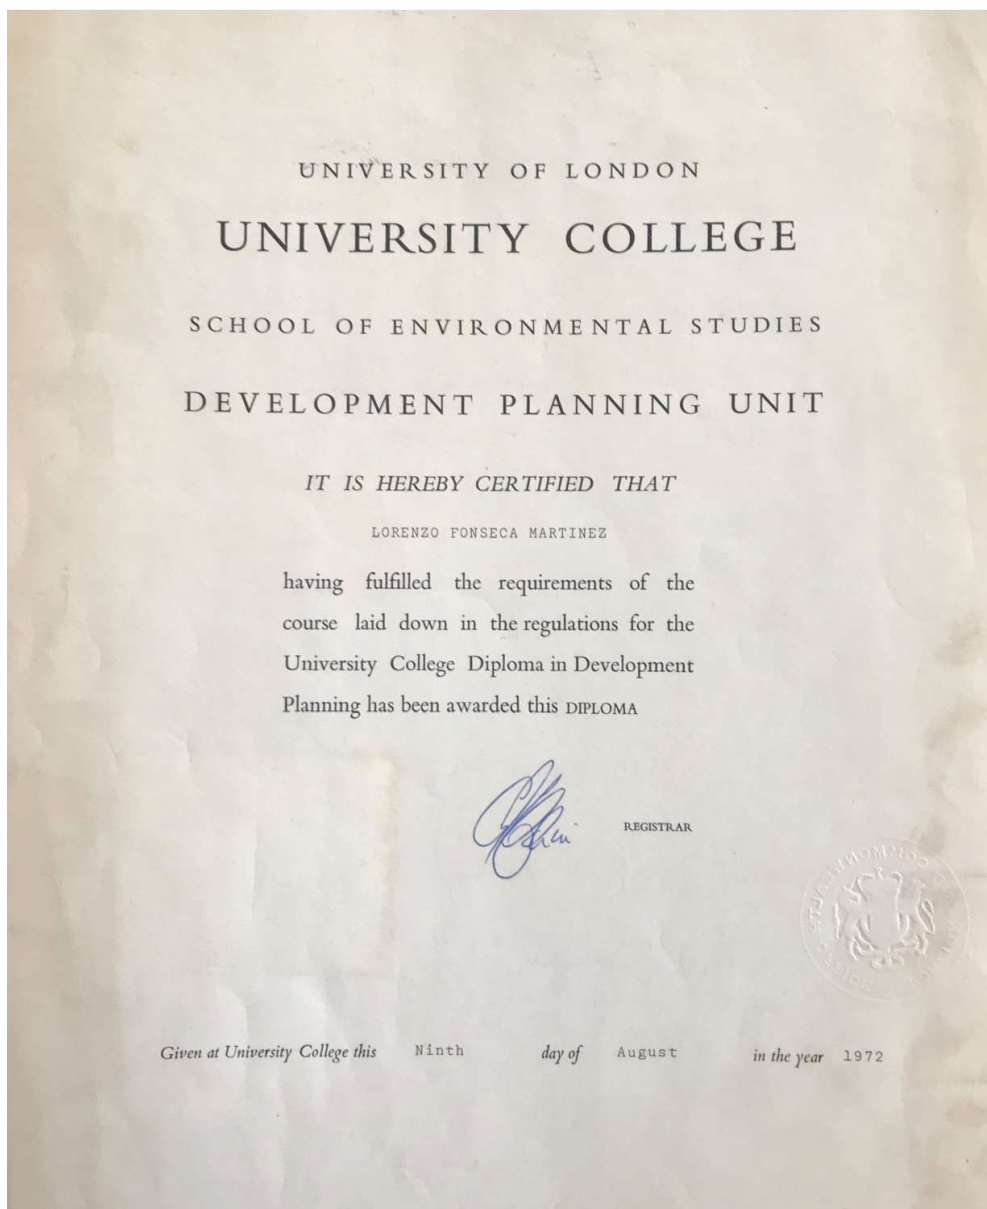 UNIVERSITY OF LONDON
UNIVERSITY COLLEGE
SCHOOL OF ENVIRONMENTAL STUDIES
DEVELOPMENT PLANNING UNIT
IT IS HEREBY CERTIFIED THAT
LORENZO FONSECA MARTINEZ
having fulfilled the requirements of the
course laid down in the regulations for the
University College Diploma in Development
Planning has been awarded this DIPLOMA
REGISTRAR
Given at University College this Ninth day of August in the year 1972